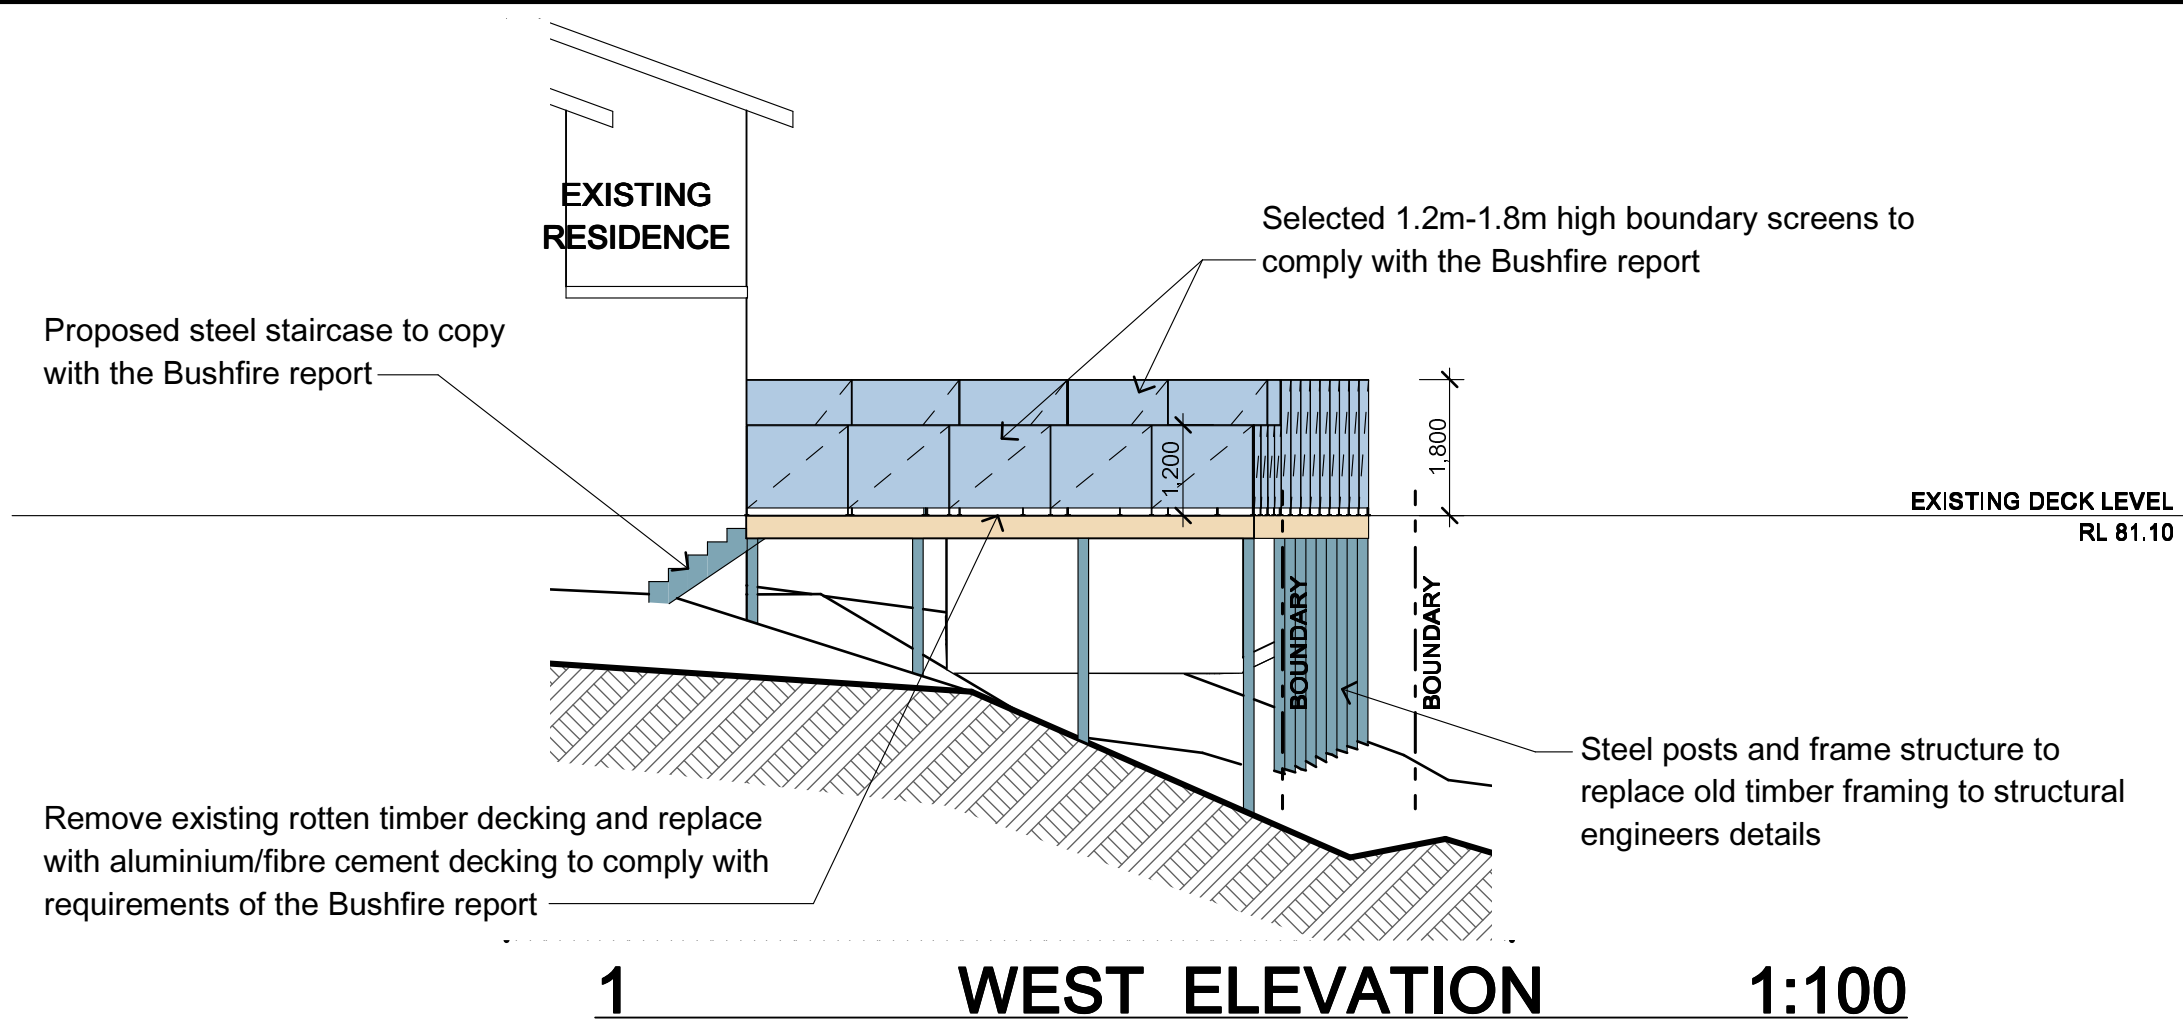 EXISTING
RESIDENCE
Selected 1.2m-1.8m high boundary screens to
comply with the Bushfire report
Proposed steel staircase to copy
with the Bushfire report
1,200
1,800
EXISTING DECK LEVEL
RL 81.10
BOUNDARY
BOUNDARY
Steel posts and frame structure to
replace old timber framing to structural
engineers details
Remove existing rotten timber decking and replace
with aluminium/fibre cement decking to comply with
requirements of the Bushfire report
1 WEST ELEVATION 1:100